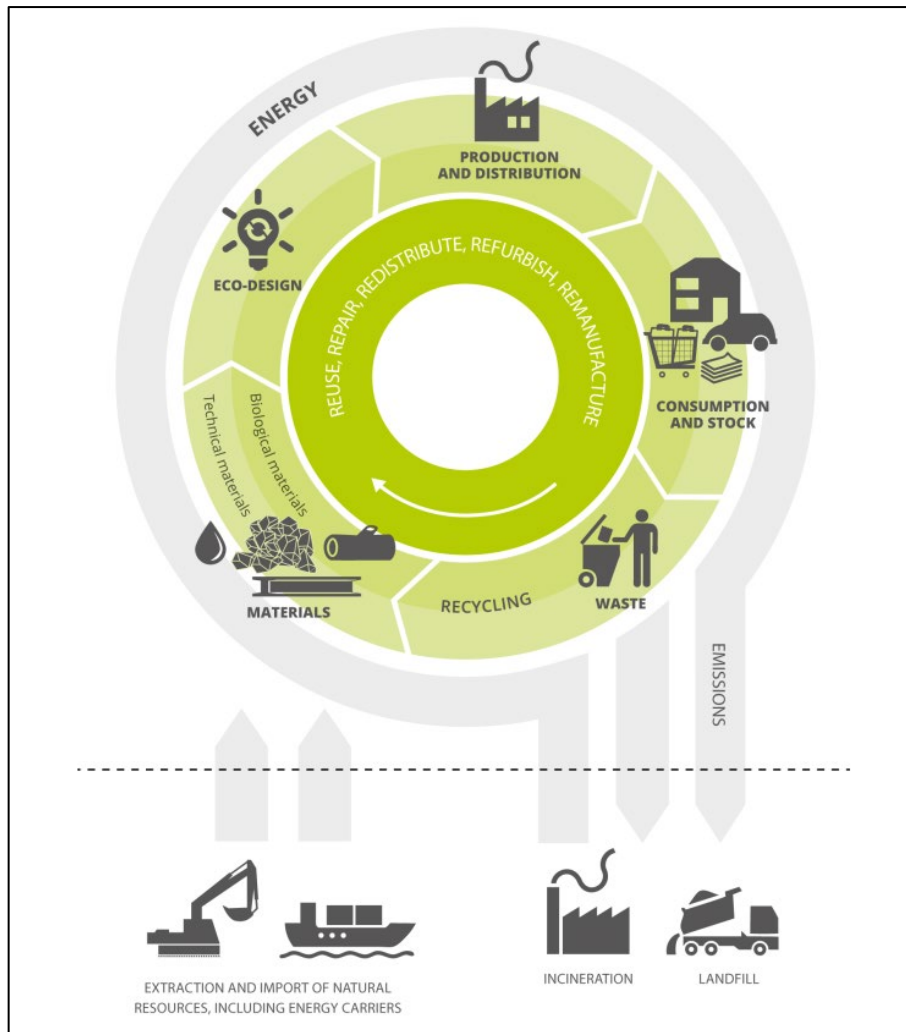 ENERGY
PRODUCTION
AND DISTRIBUTION
ECO-DESIGN
REUSE, REPAIR, REDISTRIBUTE, REFURBISH, REMANUFACTURE
CONSUMPTION
AND STOCK
Technical materials
Biological materials
MATERIALS
RECYCLING
WASTE
EMISSIONS
EXTRACTION AND IMPORT OF NATURAL
RESOURCES, INCLUDING ENERGY CARRIERS
INCINERATION
LANDFILL